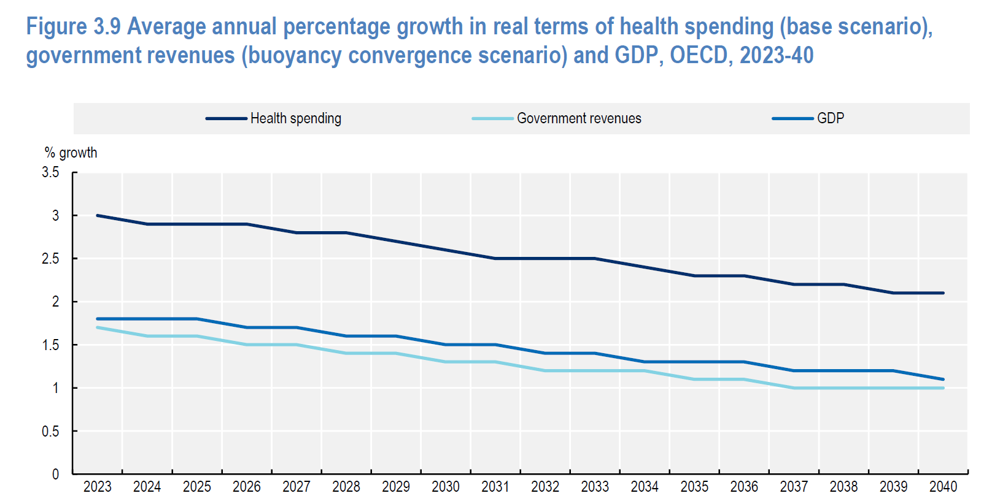 Figure 3.9 Average annual percentage growth in real terms of health spending (base scenario),
government revenues (buoyancy convergence scenario) and GDP, OECD, 2023-40
Health spending
Government revenues
GDP
% growth
3.5
3
2.5
2
1.5
1
0.5
0
2023 2024 2025 2026 2027 2028 2029 2030 2031 2032 2033 2034 2035 2036 2037 2038 2039 2040